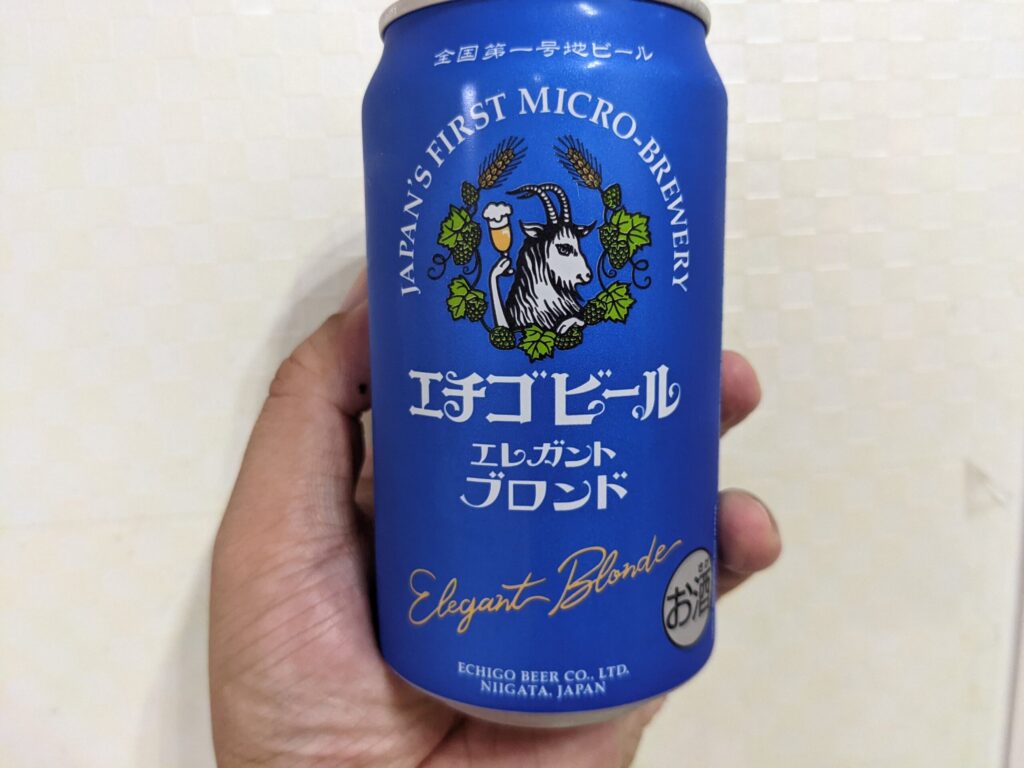 全国第一号地ビール
JAPAN'S FIRST MICRO-BREWERY
エチゴビール
エレガント
ブロンド
Elegant Blonde
お酒
ECHIGO BEER CO., LTD.
NIIGATA, JAPAN